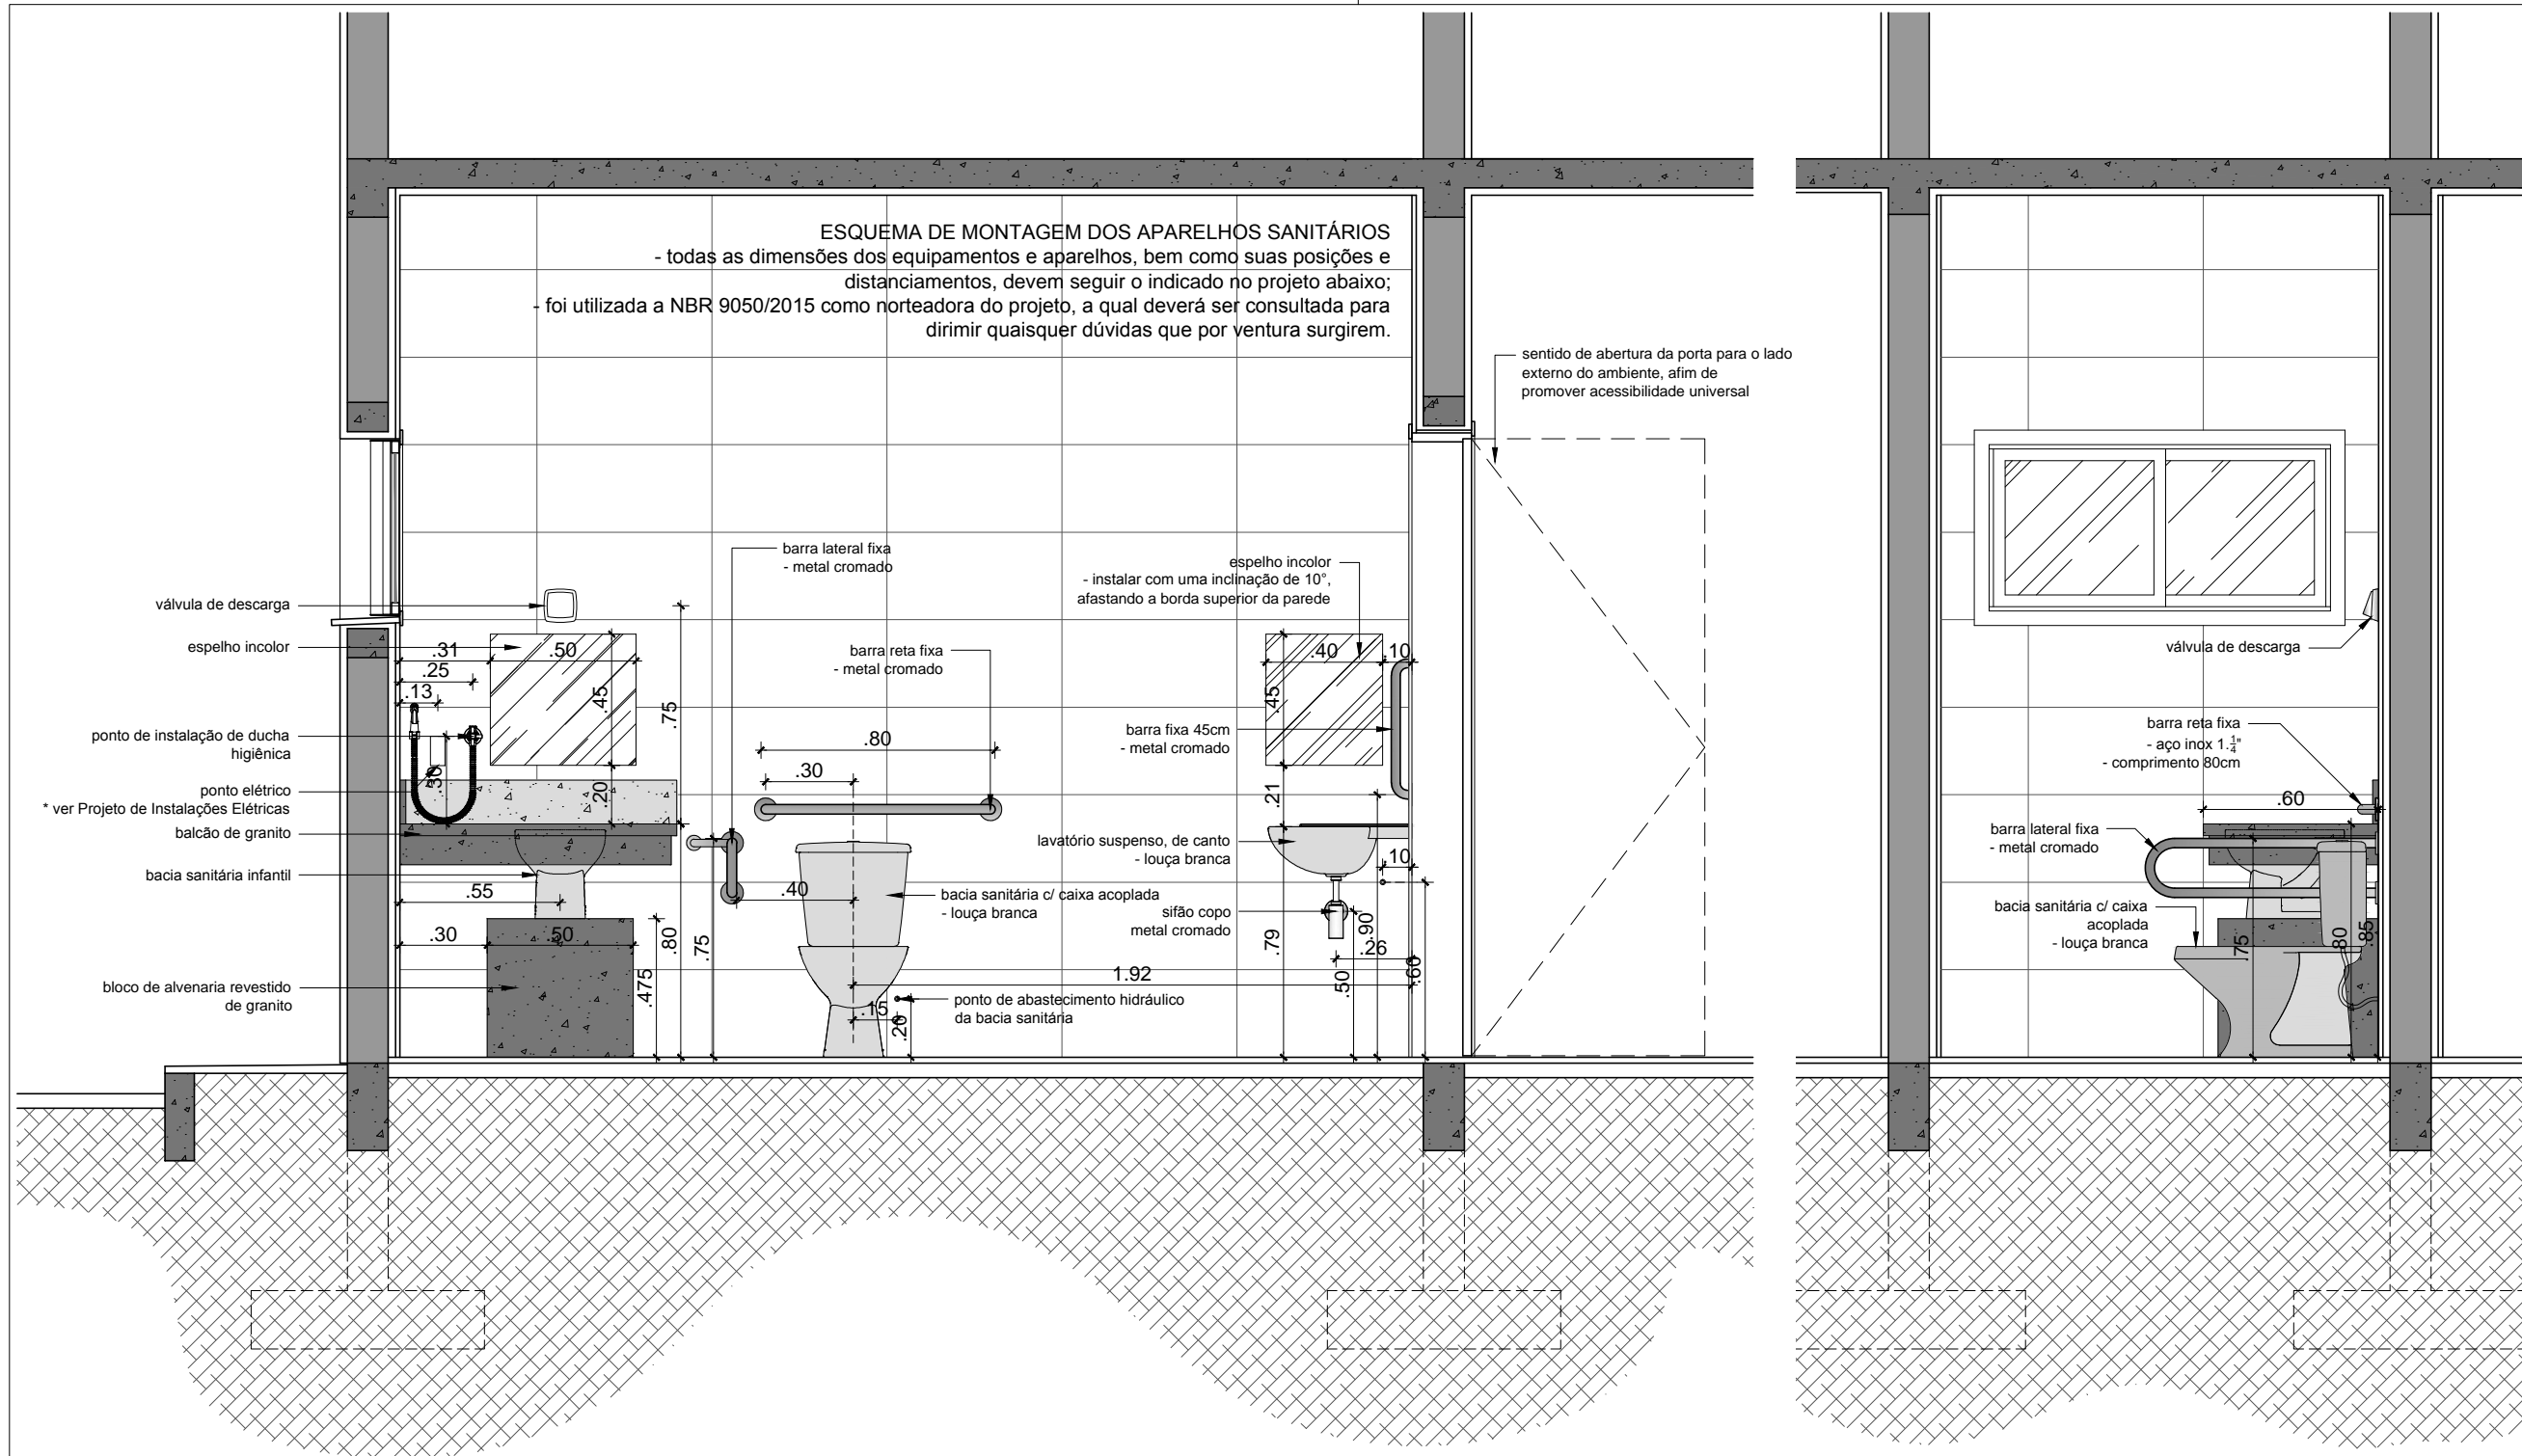 ESQUEMA DE MONTAGEM DOS APARELHOS SANITÁRIOS
- todas as dimensões dos equipamentos e aparelhos, bem como suas posições e
distanciamentos, devem seguir o indicado no projeto abaixo;
- foi utilizada a NBR 9050/2015 como norteadora do projeto, a qual deverá ser consultada para
dirimir quaisquer dúvidas que por ventura surgirem.
sentido de abertura da porta para o lado
externo do ambiente, afim de
promover acessibilidade universal
válvula de descarga
espelho incolor
ponto de instalação de ducha
higiênica
ponto elétrico
* ver Projeto de Instalações Elétricas
balcão de granito
bacia sanitária infantil
bloco de alvenaria revestido
de granito
.31
.50
.25
.13
.45
.75
.30
.20
.55
.30
.50
.475
.80
.75
barra lateral fixa
- metal cromado
barra reta fixa
- metal cromado
.80
.30
.40
bacia sanitária c/ caixa acoplada
- louça branca
ponto de abastecimento hidráulico
da bacia sanitária
.15
.20
1.92
espelho incolor
- instalar com uma inclinação de 10°,
afastando a borda superior da parede
.40
.10
.45
barra fixa 45cm
- metal cromado
.21
lavatório suspenso, de canto
- louça branca
.10
sifão copo
metal cromado
.79
.50
.90
.26
.60
válvula de descarga
barra reta fixa
- aço inox 1.1/4"
- comprimento 80cm
.60
barra lateral fixa
- metal cromado
bacia sanitária c/ caixa
acoplada
- louça branca
.75
.80
.85